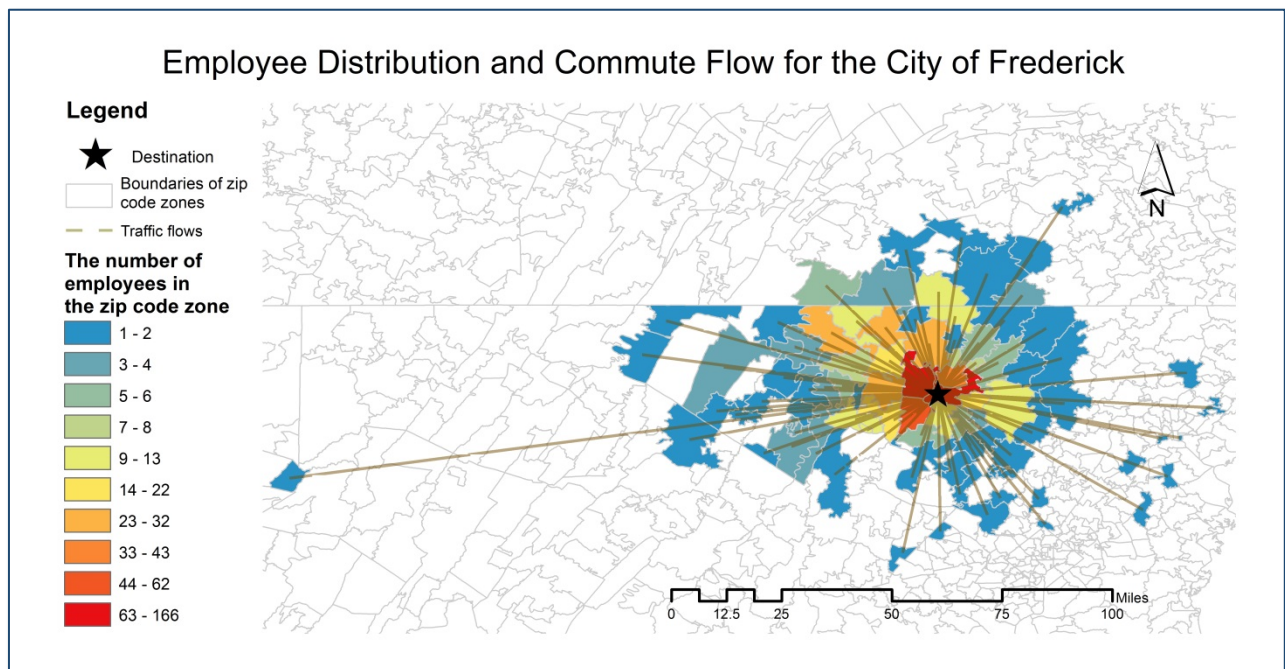 Employee Distribution and Commute Flow for the City of Frederick
Legend
Destination
Boundaries of zip
code zones
Traffic flows
The number of
employees in
the zip code zone
1 - 2
3 - 4
5 - 6
7 - 8
9 - 13
14 - 22
23 - 32
33 - 43
44 - 62
63 - 166
N
Miles
0 12.5 25 50 75 100